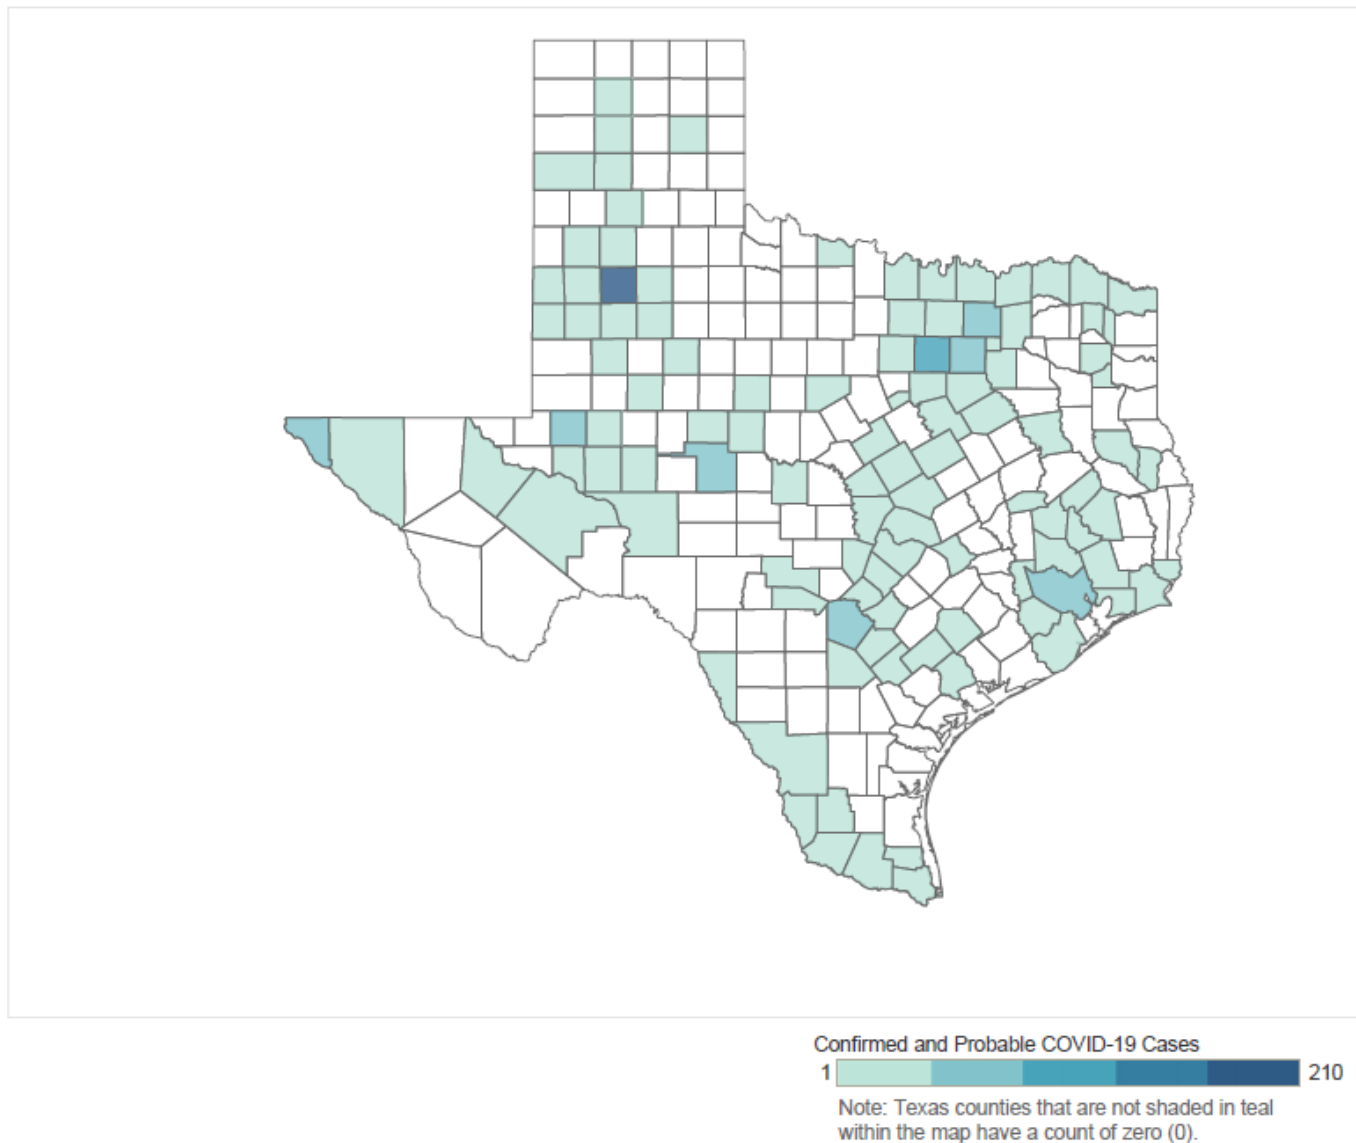 Confirmed and Probable COVID-19 Cases
1 210
Note: Texas counties that are not shaded in teal
within the map have a count of zero (0).